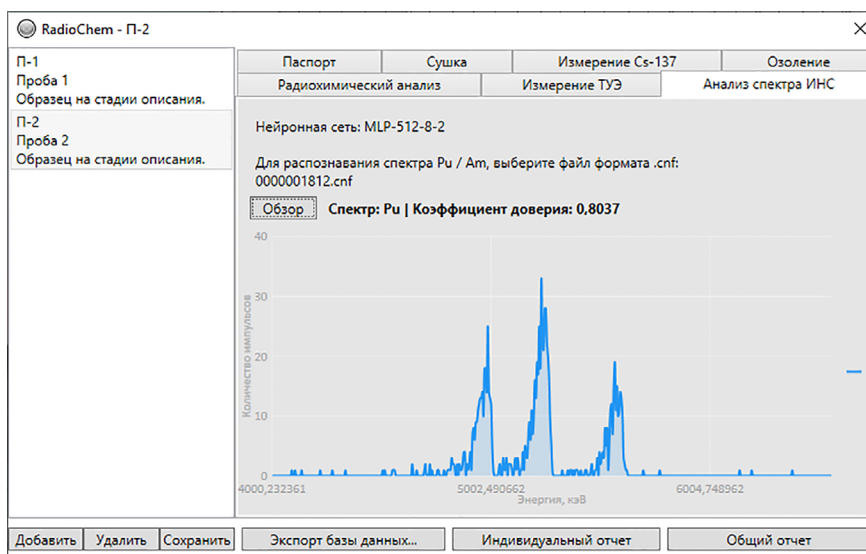 RadioChem - П-2
П-1
Проба 1
Образец на стадии описания.
П-2
Проба 2
Образец на стадии описания.
Паспорт
Сушка
Измерение Cs-137
Озоление
Радиохимический анализ
Измерение ТУЭ
Анализ спектра ИНС
Нейронная сеть: MLP-512-8-2
Для распознавания спектра Pu / Am, выберите файл формата .cnf:
0000001812.cnf
Обзор
Спектр: Pu | Коэффициент доверия: 0,8037
40
30
20
10
0
Количество импульсов
4000,232361
5002,490662
6004,748962
Энергия, кэВ
Добавить
Удалить
Сохранить
Экспорт базы данных...
Индивидуальный отчет
Общий отчет